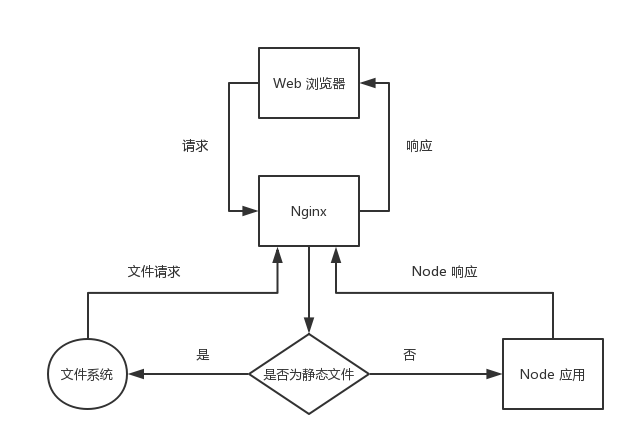 Web 浏览器
请求
响应
Nginx
文件请求
Node 响应
是
否
文件系统
是否为静态文件
Node 应用